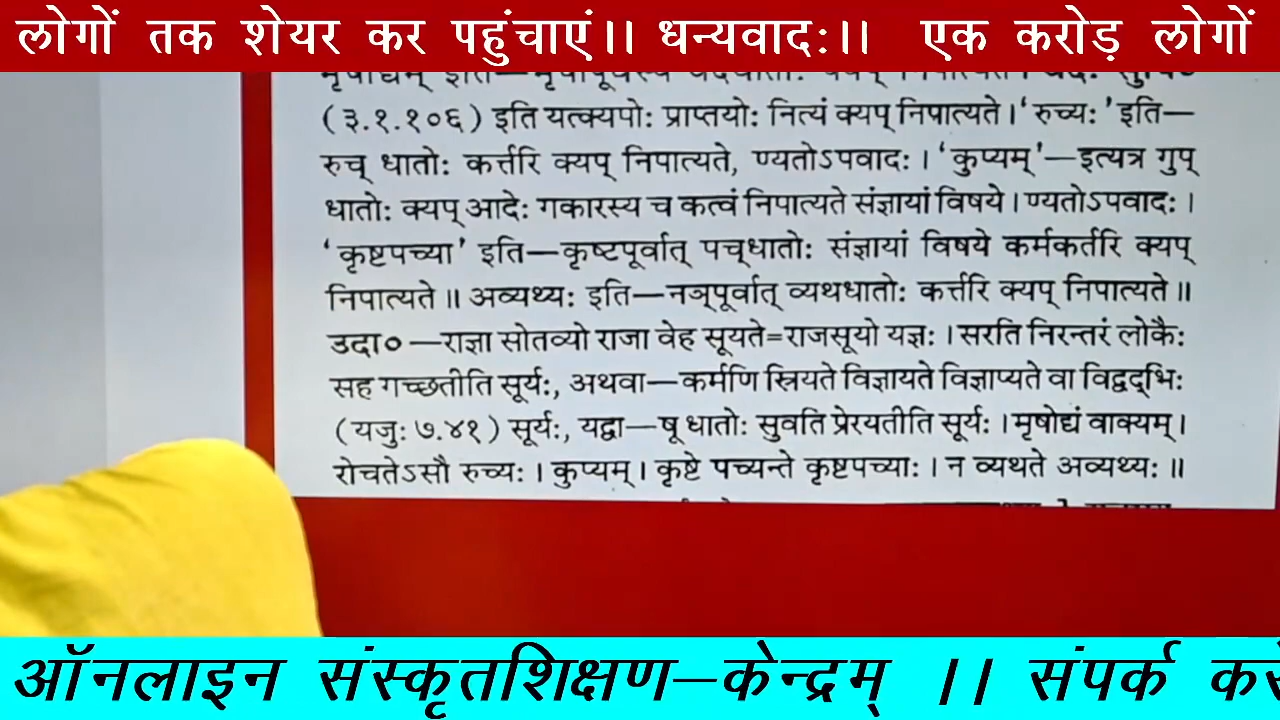 लोगों तक शेयर कर पहुंचाएं।। धन्यवादः।। एक करोड़ लोगों
(३.१.१०६) इति यत्क्यपोः प्राप्तयोः नित्यं क्यप् निपात्यते। ‘रुच्यः’ इति—
रुच् धातोः कर्त्तरि क्यप् निपात्यते, ण्यतोऽपवादः। ‘कुप्यम्’—इत्यत्र गुप्
धातोः क्यप् आदेः गकारस्य च कत्वं निपात्यते संज्ञायां विषये। ण्यतोऽपवादः।
‘कृष्टपच्या’ इति—कृष्टपूर्वात् पच्‌धातोः संज्ञायां विषये कर्मकर्तरि क्यप्
निपात्यते॥ अव्यथ्यः इति—नञ्पूर्वात् व्यथधातोः कर्त्तरि क्यप् निपात्यते॥
उदा०—राज्ञा सोतव्यो राजा वेह सूयते=राजसूयो यज्ञः। सरति निरन्तरं लोकैः
सह गच्छतीति सूर्यः, अथवा—कर्मणि स्रियते विज्ञायते विज्ञाप्यते वा विद्वद्भिः
(यजुः ७.४१) सूर्यः, यद्वा—षू धातोः सुवति प्रेरयतीति सूर्यः। मृषोद्यं वाक्यम्।
रोचतेऽसौ रुच्यः। कुप्यम्। कृष्टे पच्यन्ते कृष्टपच्याः। न व्यथते अव्यथ्यः॥
ऑनलाइन संस्कृतशिक्षण–केन्द्रम् ।। संपर्क करे